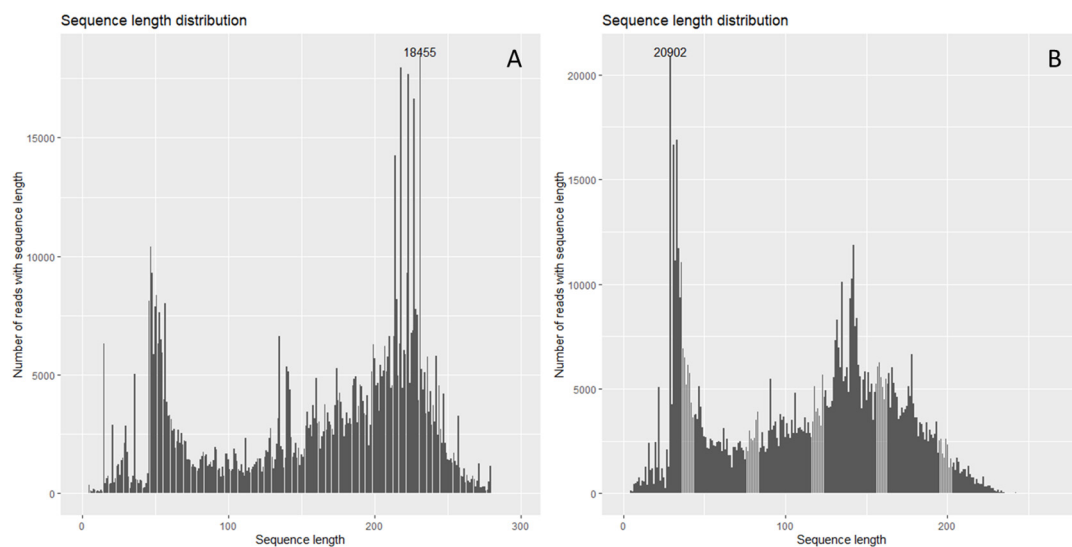 Sequence length distribution
18455
A
Number of reads with sequence length
15000
10000
5000
0
0 100 200 300
Sequence length
Sequence length distribution
20902
B
Number of reads with sequence length
20000
15000
10000
5000
0
0 100 200
Sequence length